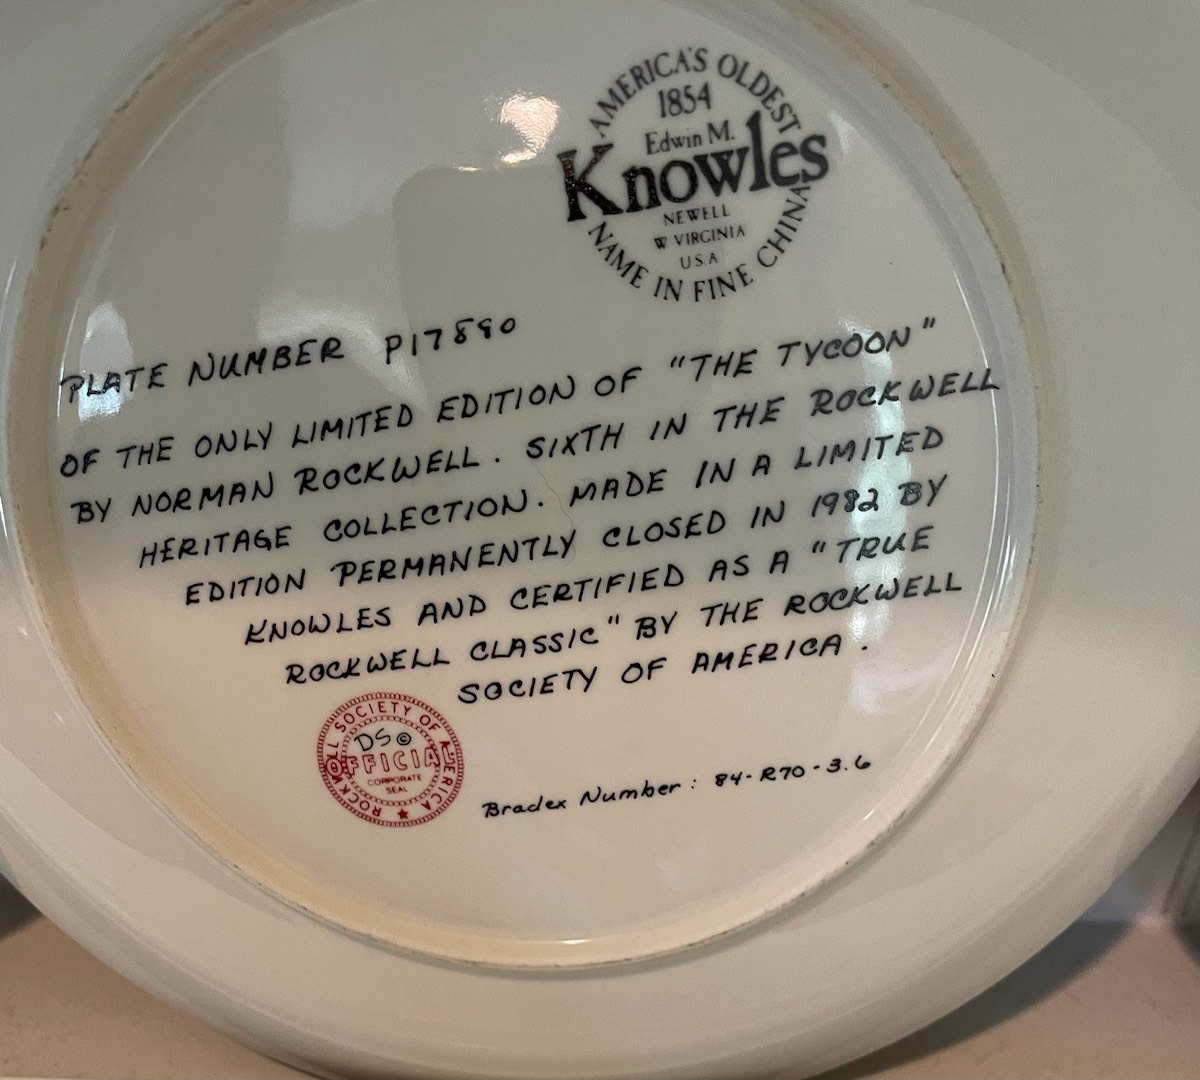 AMERICA'S OLDEST
1854
Edwin M.
Knowles
NEWELL
W VIRGINIA
USA
NAME IN FINE CHINA
PLATE NUMBER P17880
OF THE ONLY LIMITED EDITION OF "THE TYCOON"
BY NORMAN ROCKWELL. SIXTH IN THE ROCKWELL
HERITAGE COLLECTION. MADE IN A LIMITED
EDITION PERMANENTLY CLOSED IN 1982 BY
KNOWLES AND CERTIFIED AS A "TRUE
ROCKWELL CLASSIC" BY THE ROCKWELL
SOCIETY OF AMERICA.
ROCKWELL SOCIETY OF AMERICA
DS©
OFFICIAL
CORPORATE
SEAL
Bradex Number: 84-R70-3.6